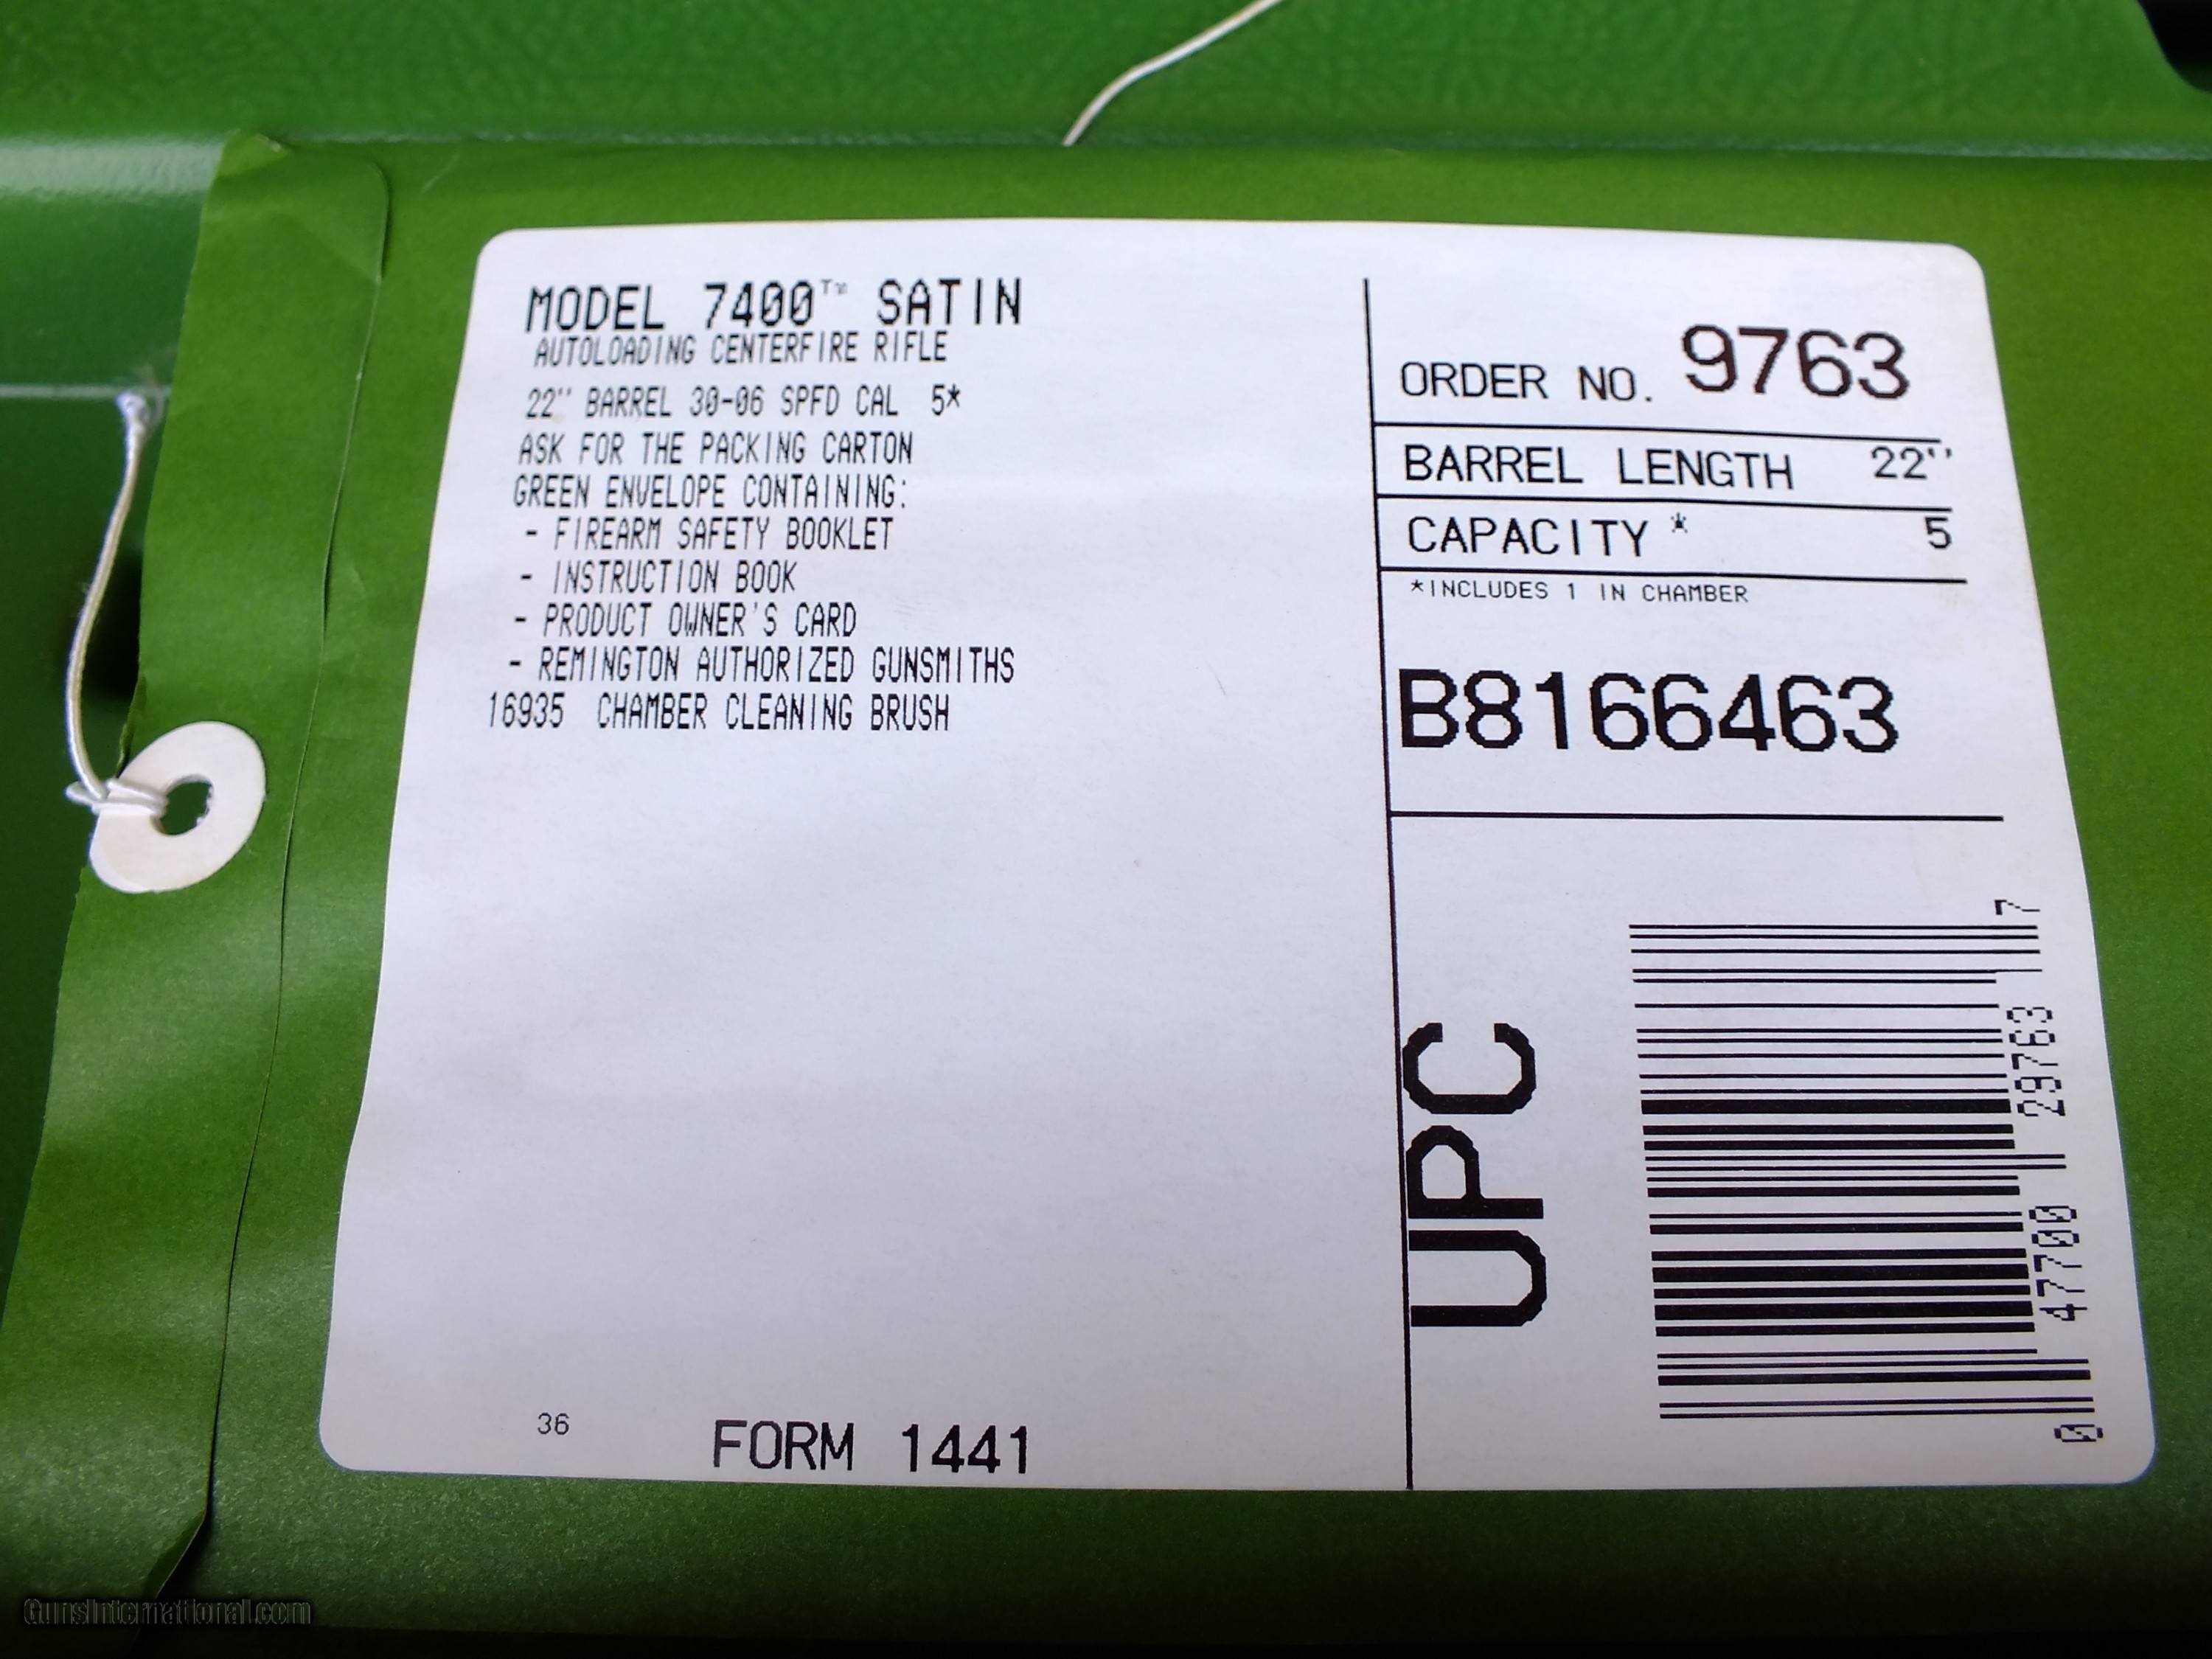 MODEL 7400™ SATIN
AUTOLOADING CENTERFIRE RIFLE
22" BARREL 30-06 SPFD CAL 5*
ASK FOR THE PACKING CARTON
GREEN ENVELOPE CONTAINING:
- FIREARM SAFETY BOOKLET
- INSTRUCTION BOOK
- PRODUCT OWNER'S CARD
- REMINGTON AUTHORIZED GUNSMITHS
16935 CHAMBER CLEANING BRUSH
36
FORM 1441
ORDER NO. 9763
BARREL LENGTH 22''
CAPACITY * 5
*INCLUDES 1 IN CHAMBER
B8166463
UPC
0 47700 29763 7
GunsInternational.com